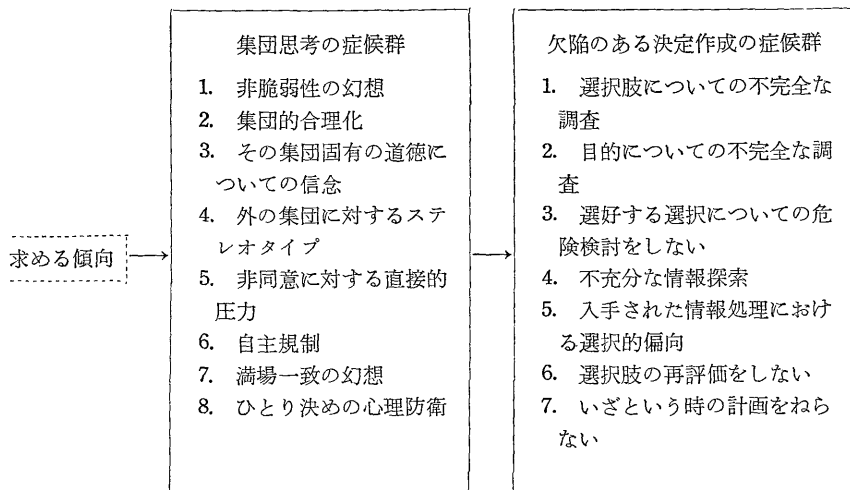 求める傾向
集団思考の症候群
1. 非脆弱性の幻想
2. 集団的合理化
3. その集団固有の道徳に
ついての信念
4. 外の集団に対するステ
レオタイプ
5. 非同意に対する直接的
圧力
6. 自主規制
7. 満場一致の幻想
8. ひとり決めの心理防衛
欠陥のある決定作成の症候群
1. 選択肢についての不完全な
調査
2. 目的についての不完全な調
査
3. 選好する選択についての危
険検討をしない
4. 不充分な情報探索
5. 入手された情報処理におけ
る選択的偏向
6. 選択肢の再評価をしない
7. いざという時の計画をねら
ない